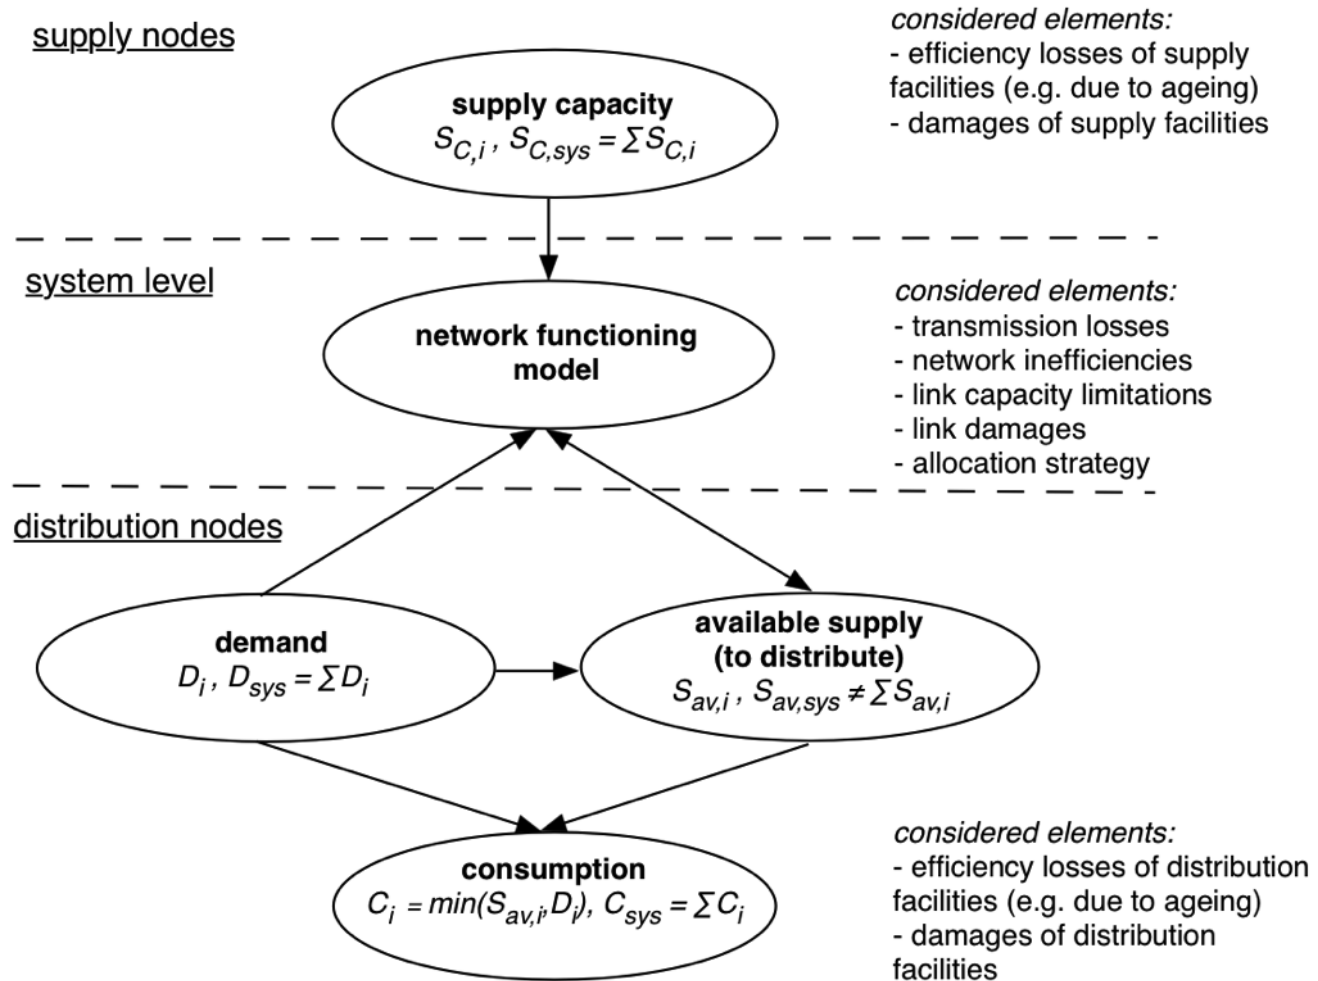 supply nodes
considered elements:
- efficiency losses of supply
facilities (e.g. due to ageing)
- damages of supply facilities
supply capacity
S_{C,i} , S_{C,sys} = ΣS_{C,i}
system level
considered elements:
- transmission losses
- network inefficiencies
- link capacity limitations
- link damages
- allocation strategy
network functioning
model
distribution nodes
demand
D_i , D_{sys} = ΣD_i
available supply
(to distribute)
S_{av,i} , S_{av,sys} ≠ ΣS_{av,i}
consumption
C_i = min(S_{av,i},D_i), C_{sys} = ΣC_i
considered elements:
- efficiency losses of distribution
facilities (e.g. due to ageing)
- damages of distribution
facilities